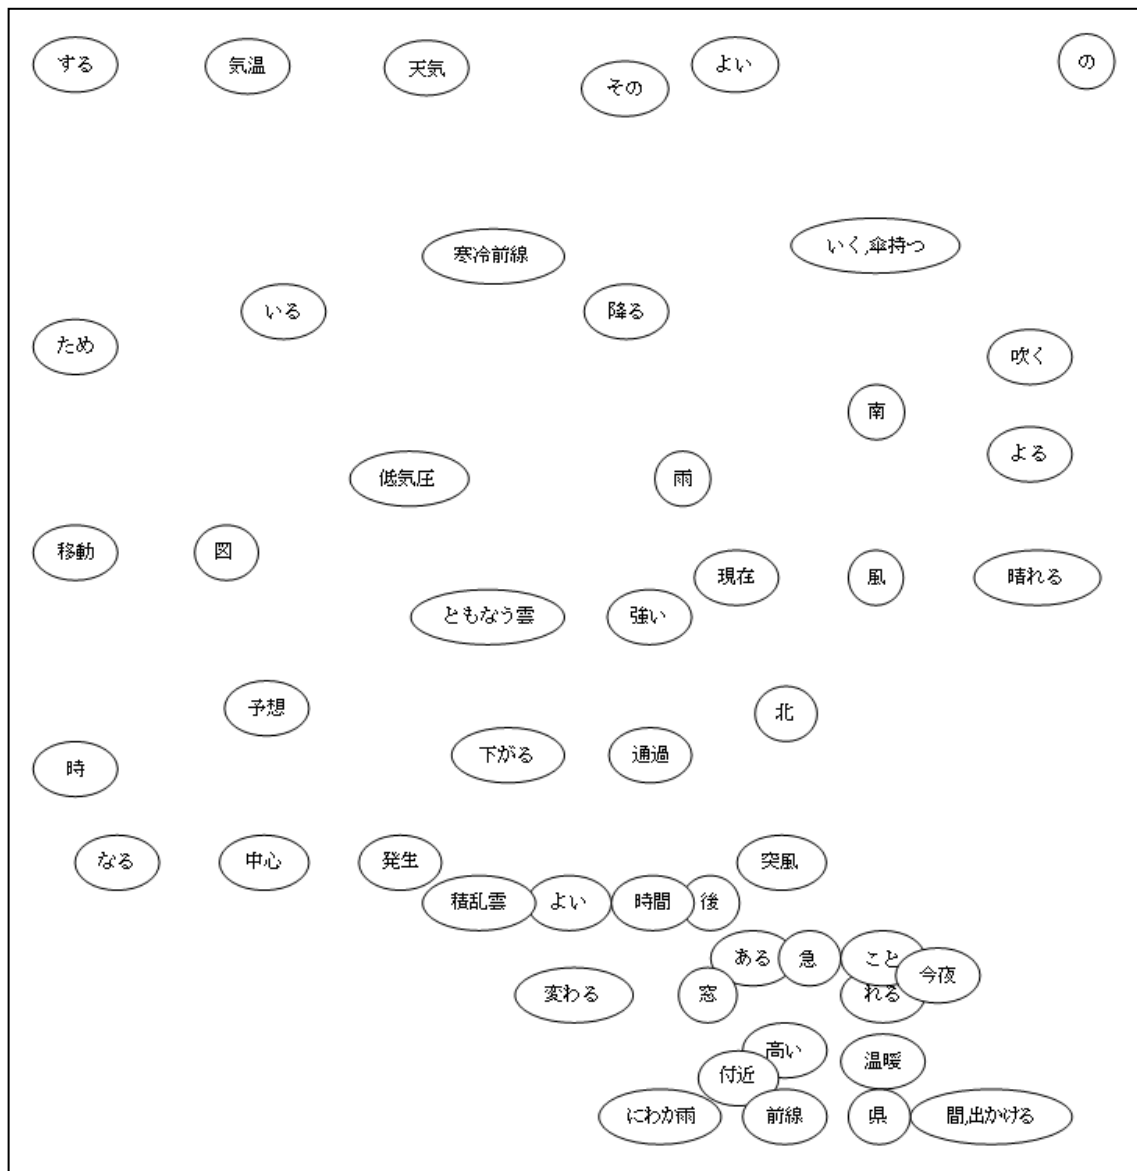 する 気温 天気 その よい の
寒冷前線 いく,傘持つ
いる 降る
ため 吹く
南
よる
低気圧 雨
移動 図 現在 風 晴れる
ともなう雲 強い
予想 北
時 下がる 通過
なる 中心 発生 突風
積乱雲 よい 時間 後
ある 急 こと 今夜
変わる 窓 れる
高い 温暖
付近
にわか雨 前線 県 間,出かける